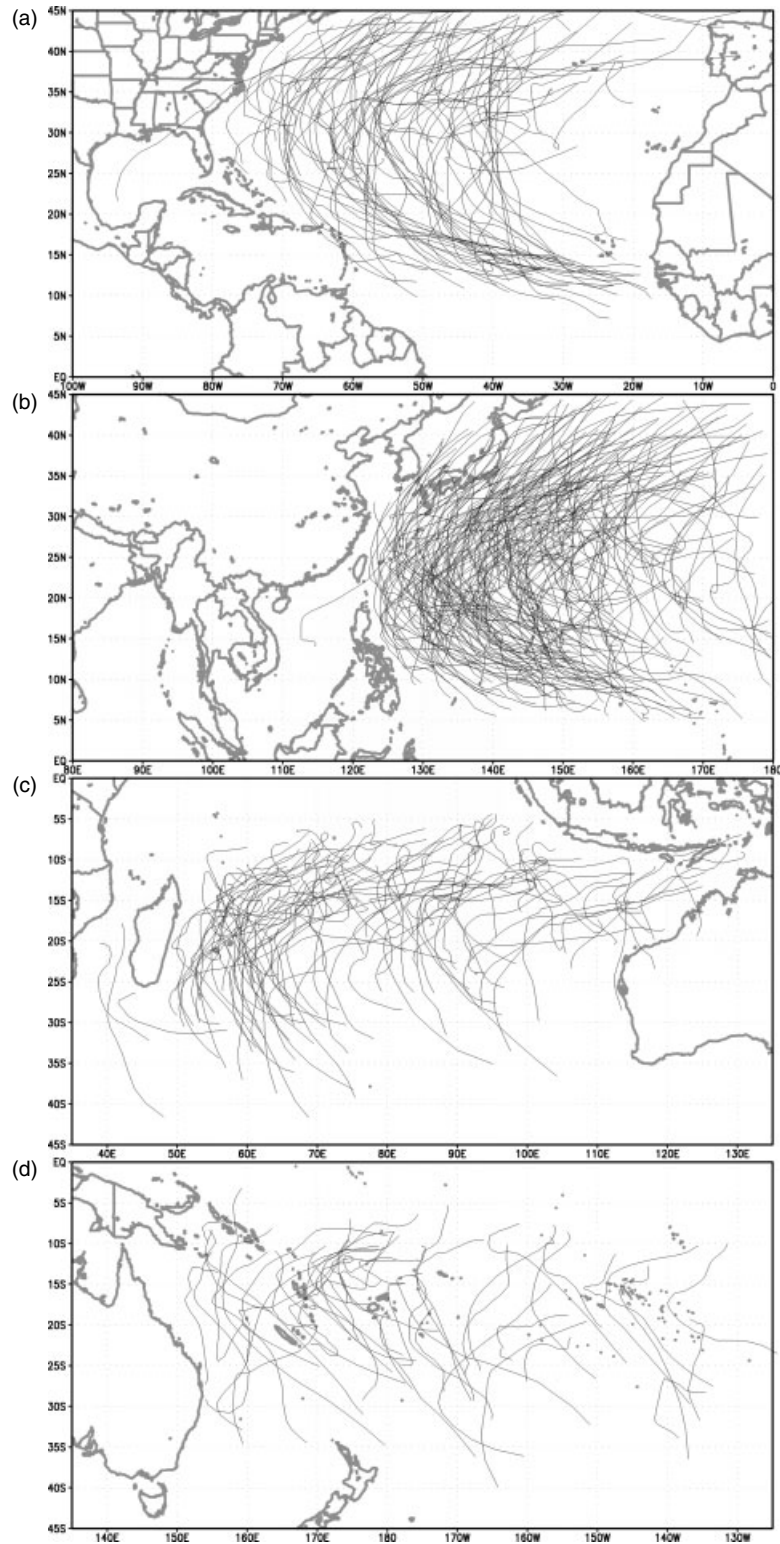 (a)
45N
40N
35N
30N
25N
20N
15N
10N
5N
EQ
100W 90W 80W 70W 60W 50W 40W 30W 20W 10W 0
(b)
45N
40N
35N
30N
25N
20N
15N
10N
5N
EQ
80E 90E 100E 110E 120E 130E 140E 150E 160E 170E 180
(c)
EQ
5S
10S
15S
20S
25S
30S
35S
40S
45S
40E 50E 60E 70E 80E 90E 100E 110E 120E 130E
(d)
EQ
5S
10S
15S
20S
25S
30S
35S
40S
45S
140E 150E 160E 170E 180 170W 160W 150W 140W 130W